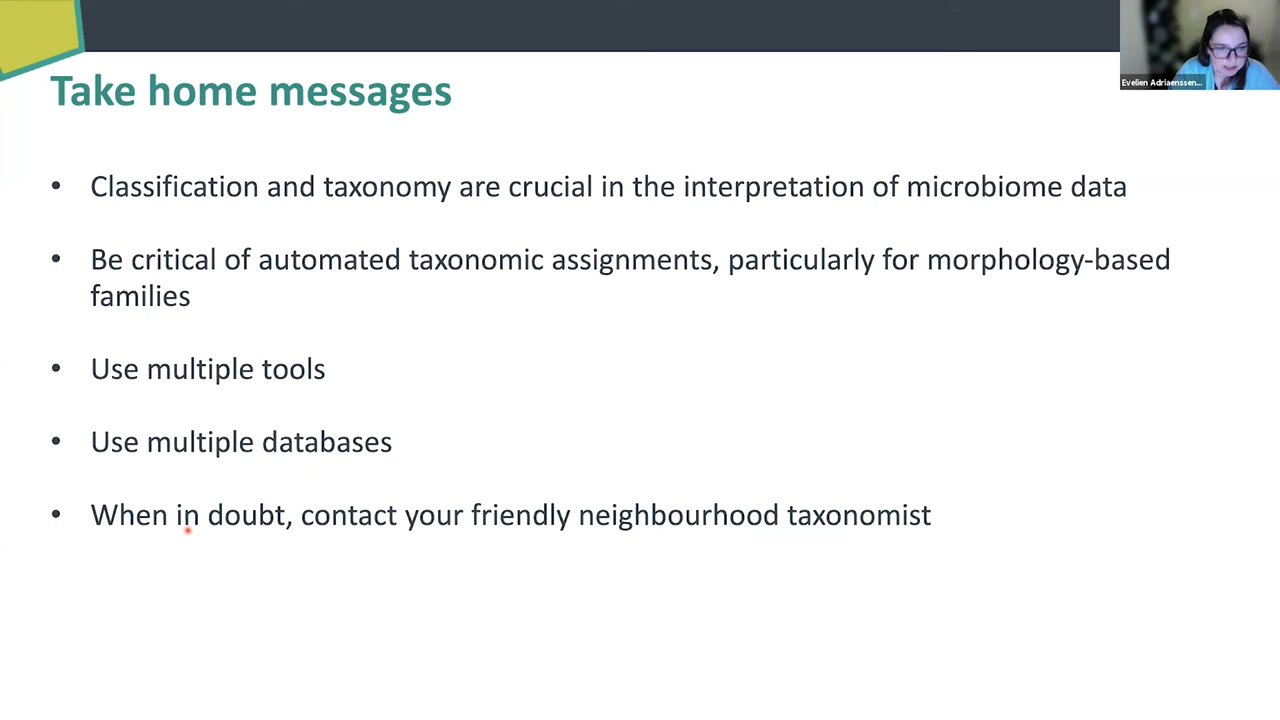 Evelien Adriaenssen...
Take home messages
• Classification and taxonomy are crucial in the interpretation of microbiome data
• Be critical of automated taxonomic assignments, particularly for morphology-based
families
• Use multiple tools
• Use multiple databases
• When in doubt, contact your friendly neighbourhood taxonomist